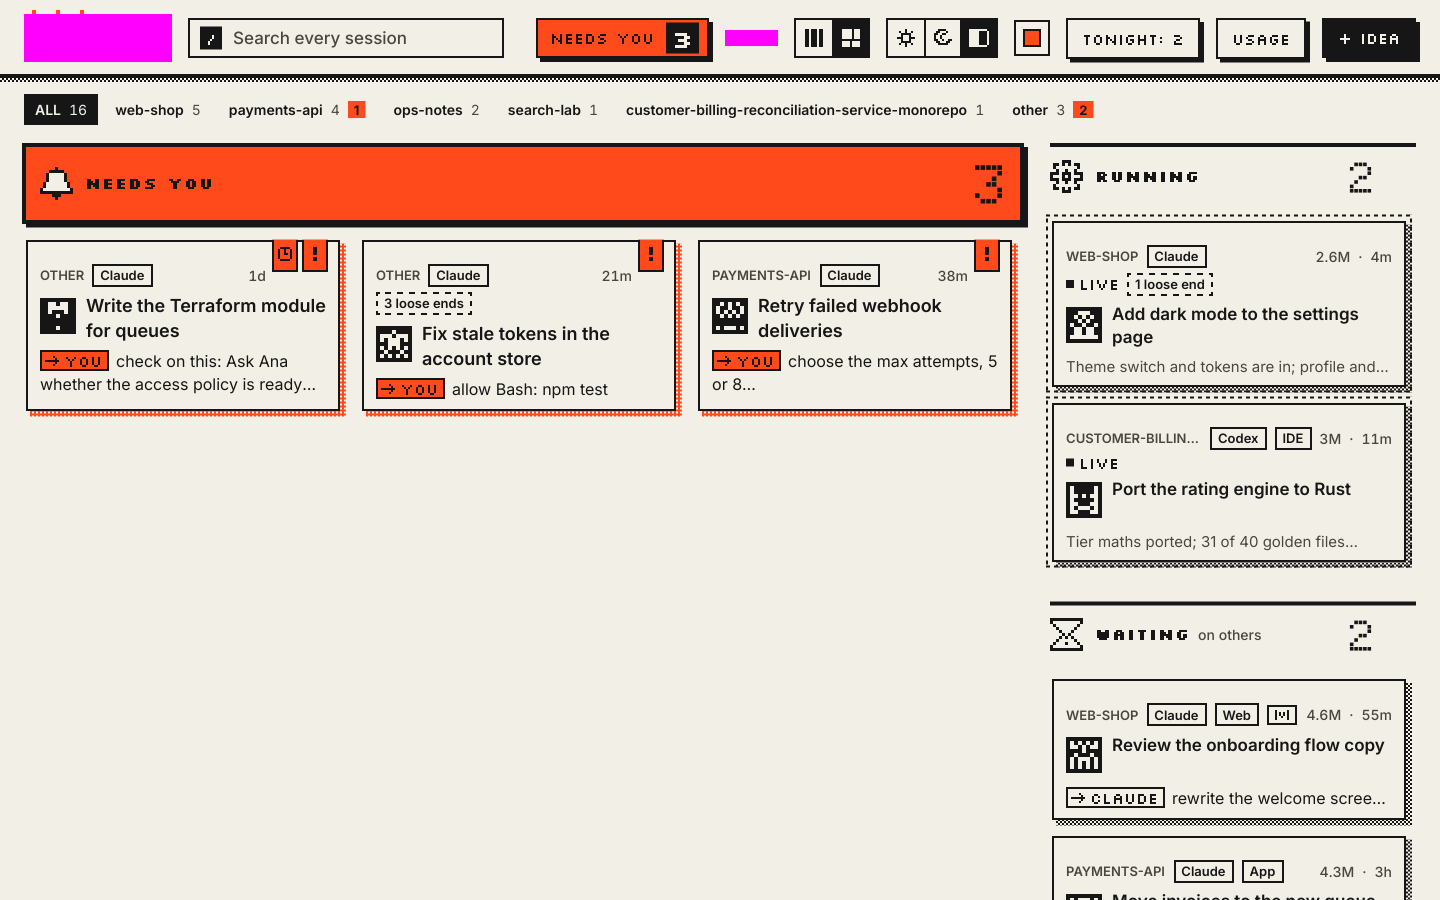 / Search every session
NEEDS YOU 3
TONIGHT: 2
USAGE
+ IDEA
ALL 16
web-shop 5
payments-api 4 1
ops-notes 2
search-lab 1
customer-billing-reconciliation-service-monorepo 1
other 3 2
NEEDS YOU 3
OTHER Claude 1d !
Write the Terraform module
for queues
→ YOU check on this: Ask Ana
whether the access policy is ready...
OTHER Claude 21m !
3 loose ends
Fix stale tokens in the
account store
→ YOU allow Bash: npm test
PAYMENTS-API Claude 38m !
Retry failed webhook
deliveries
→ YOU choose the max attempts, 5
or 8...
RUNNING 2
WEB-SHOP Claude 2.6M · 4m
LIVE 1 loose end
Add dark mode to the settings
page
Theme switch and tokens are in; profile and...
CUSTOMER-BILLIN... Codex IDE 3M · 11m
LIVE
Port the rating engine to Rust
Tier maths ported; 31 of 40 golden files...
WAITING on others 2
WEB-SHOP Claude Web 4.6M · 55m
Review the onboarding flow copy
→ CLAUDE rewrite the welcome scree...
PAYMENTS-API Claude App 4.3M · 3h
Move invoices to the new queue